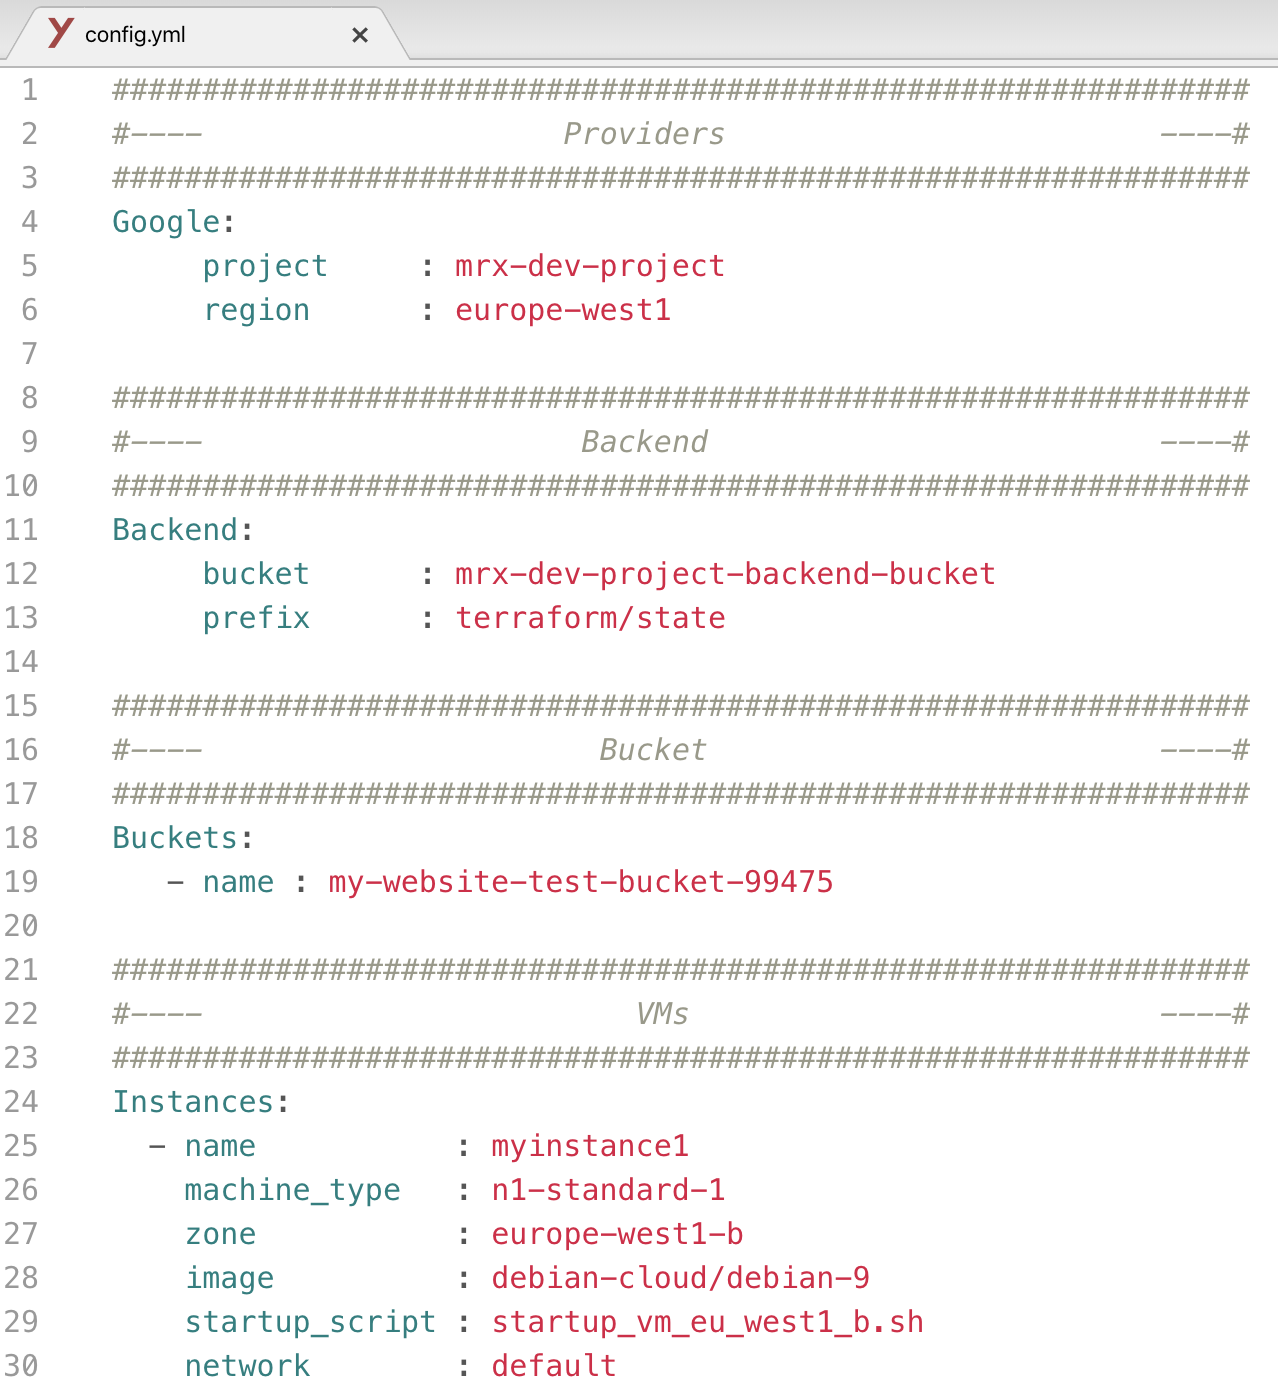 config.yml ×
1 ###############################################################
2 #---- Providers ----#
3 ###############################################################
4 Google:
5 project : mrx-dev-project
6 region : europe-west1
7
8 ###############################################################
9 #---- Backend ----#
10 ###############################################################
11 Backend:
12 bucket : mrx-dev-project-backend-bucket
13 prefix : terraform/state
14
15 ###############################################################
16 #---- Bucket ----#
17 ###############################################################
18 Buckets:
19 - name : my-website-test-bucket-99475
20
21 ###############################################################
22 #---- VMs ----#
23 ###############################################################
24 Instances:
25 - name : myinstance1
26 machine_type : n1-standard-1
27 zone : europe-west1-b
28 image : debian-cloud/debian-9
29 startup_script : startup_vm_eu_west1_b.sh
30 network : default